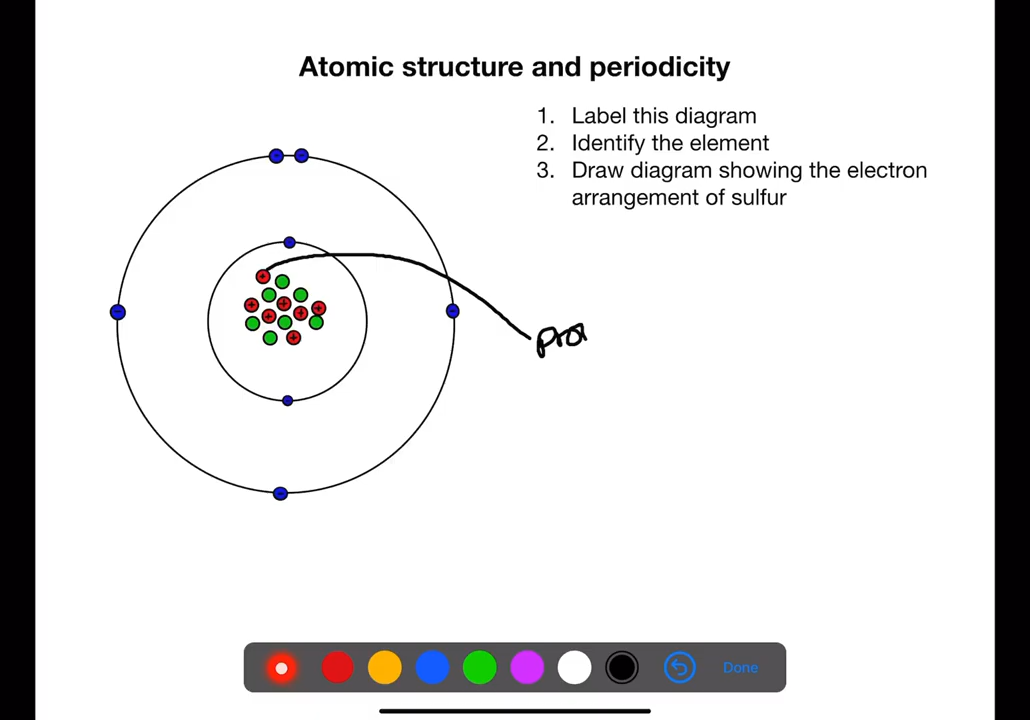 Atomic structure and periodicity
1. Label this diagram
2. Identify the element
3. Draw diagram showing the electron
arrangement of sulfur
pro
Done